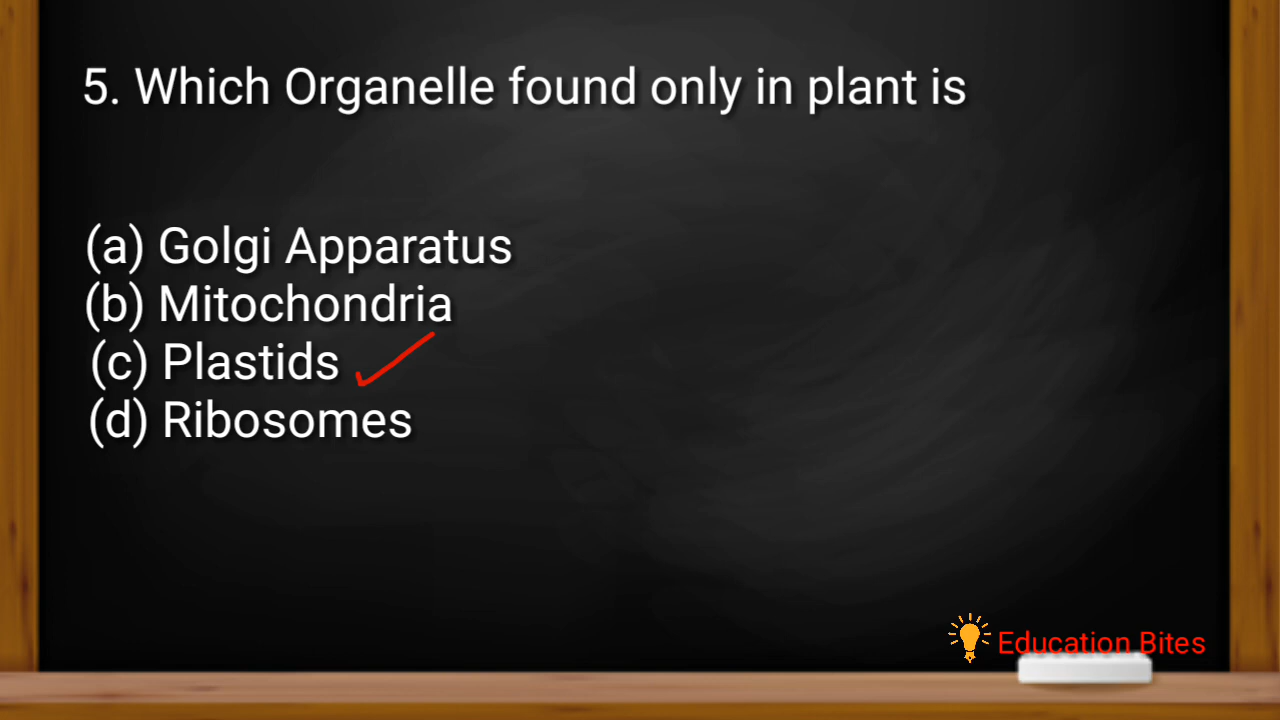 5. Which Organelle found only in plant is
(a) Golgi Apparatus
(b) Mitochondria
(c) Plastids
(d) Ribosomes
Education Bites